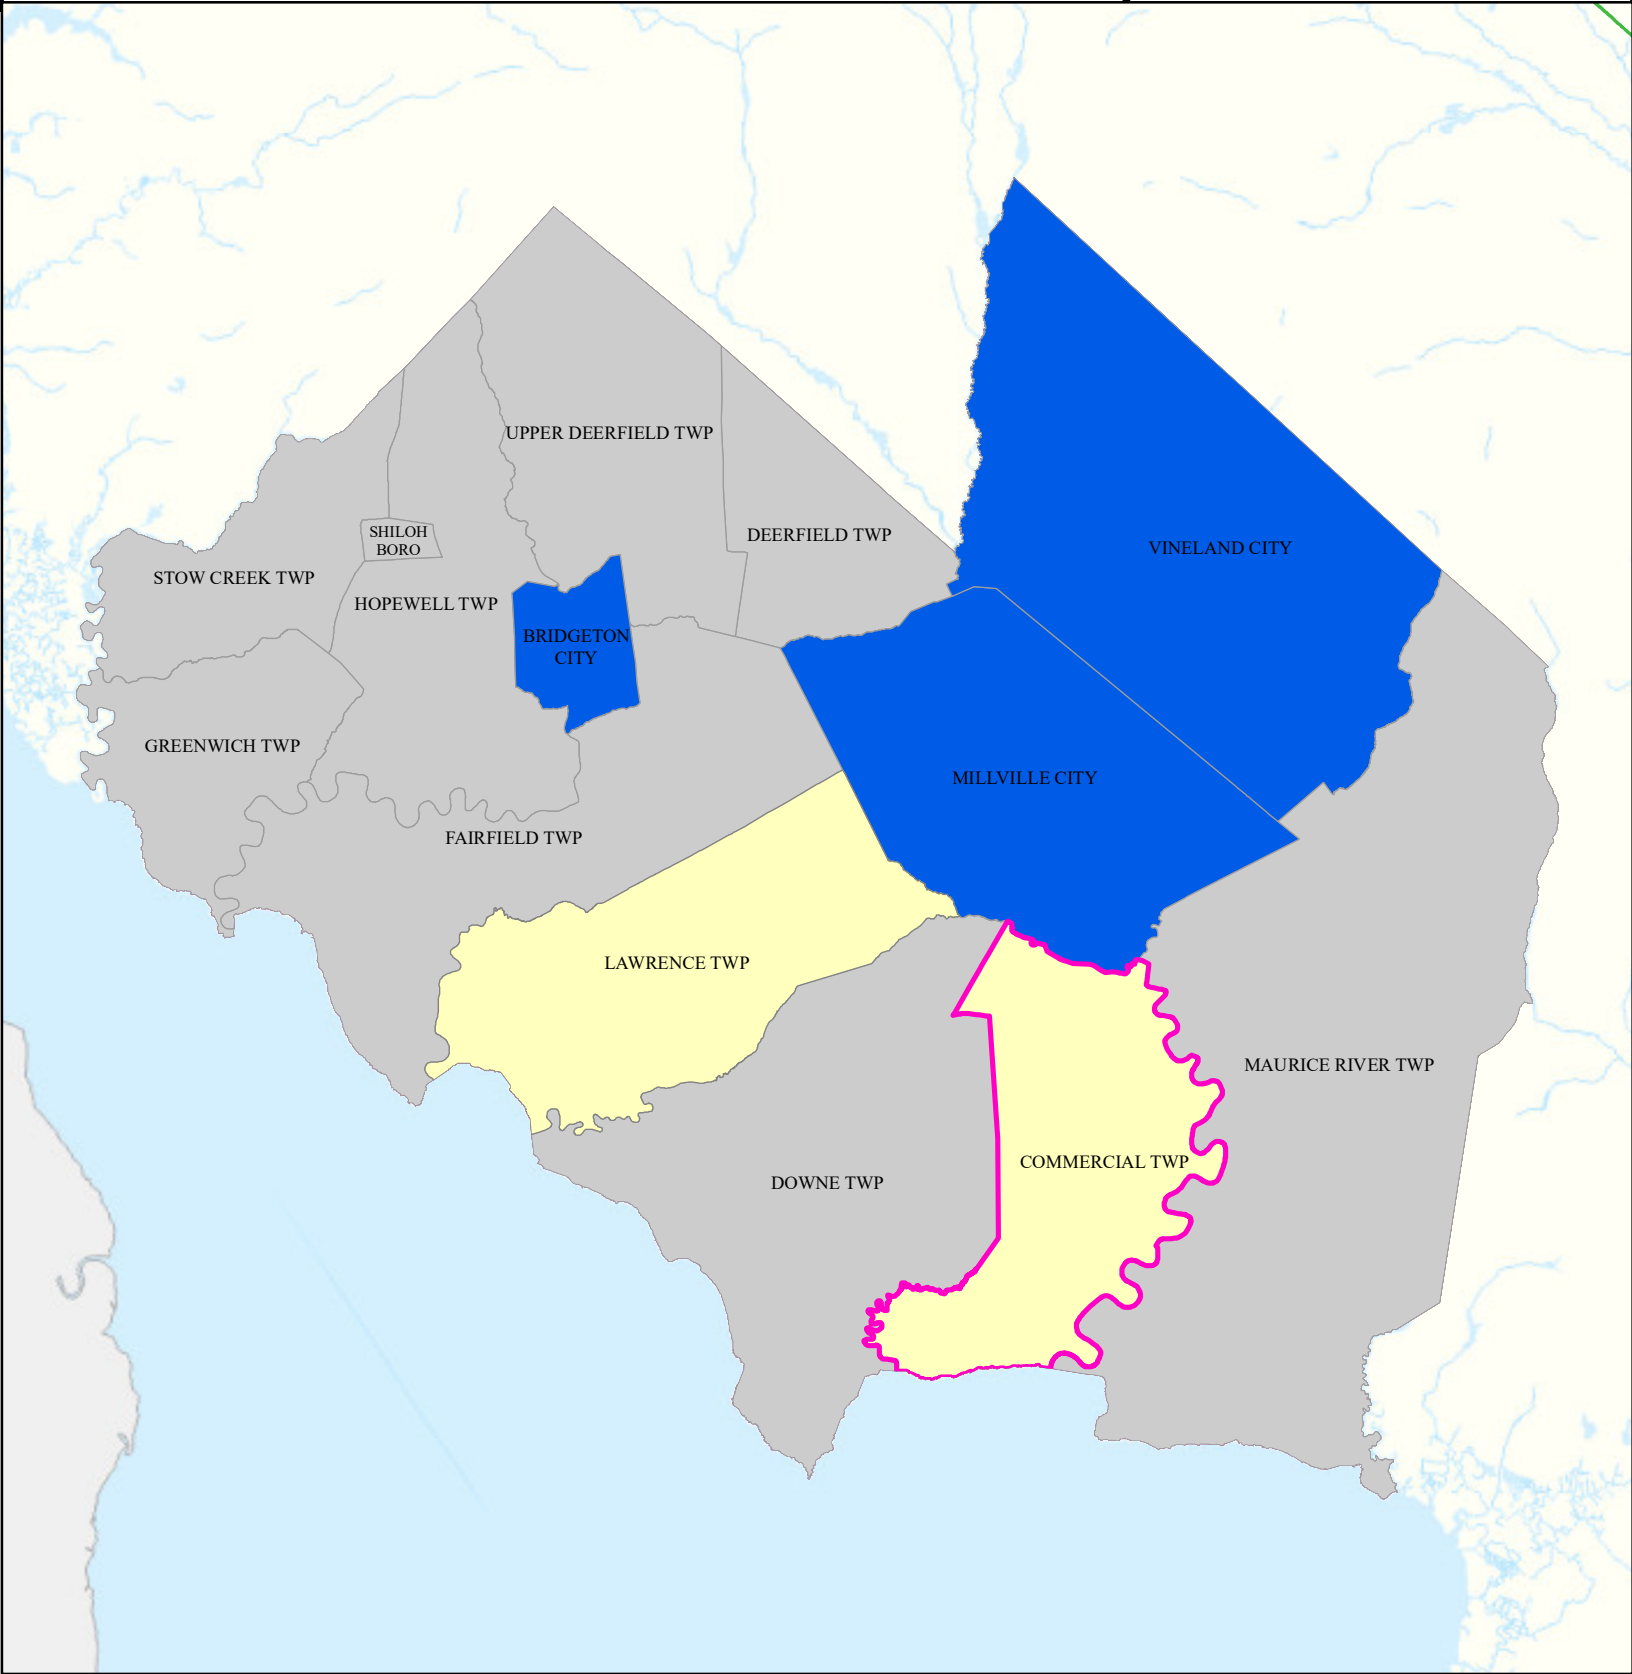 UPPER DEERFIELD TWP
SHILOH
BORO
DEERFIELD TWP
VINELAND CITY
STOW CREEK TWP
HOPEWELL TWP
BRIDGETON
CITY
GREENWICH TWP
MILLVILLE CITY
FAIRFIELD TWP
LAWRENCE TWP
MAURICE RIVER TWP
COMMERCIAL TWP
DOWNE TWP